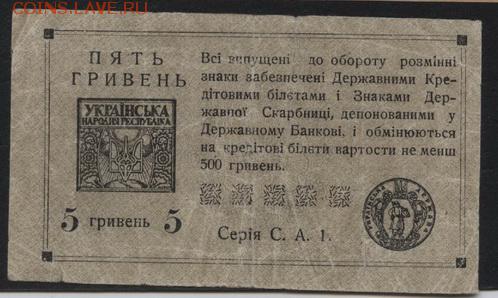 COINS.LAVE.RU
ПЯТЬ
ГРИВЕНЬ
УКРАЇНСЬКА
НАРОДНЯ РЕСПУБЛІКА
5 гривень 5
Всі випущені до обороту розмінні
знаки забезпечені Державними Кре-
дітовими білетами і Знаками Дер-
жавної Скарбниці, депонованими у
Державному Банкові, і обмінюються
на кредітові білети вартости не менш
500 гривень.
Серія С. А. 1.
УКРАЇНСЬКА ДЕРЖАВА